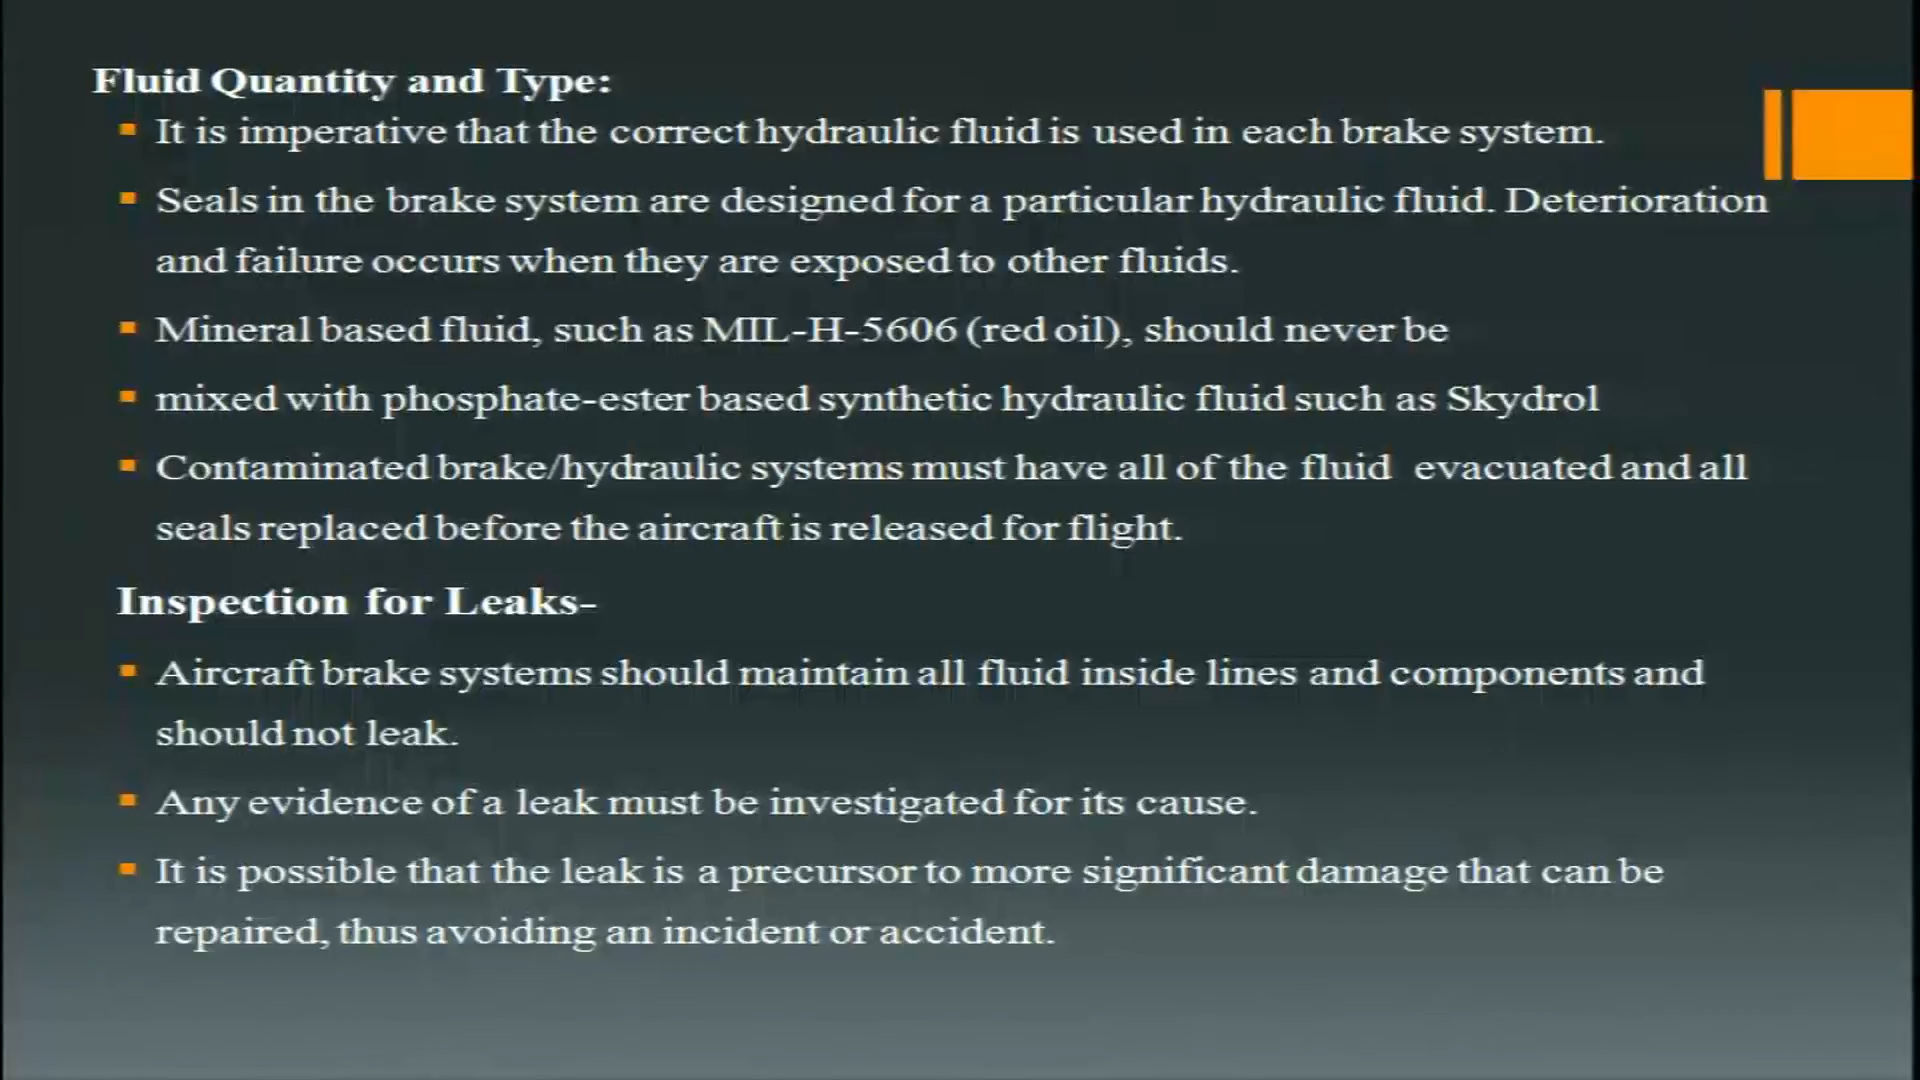 Fluid Quantity and Type:
It is imperative that the correct hydraulic fluid is used in each brake system.
Seals in the brake system are designed for a particular hydraulic fluid. Deterioration
and failure occurs when they are exposed to other fluids.
Mineral based fluid, such as MIL-H-5606 (red oil), should never be
mixed with phosphate-ester based synthetic hydraulic fluid such as Skydrol
Contaminated brake/hydraulic systems must have all of the fluid evacuated and all
seals replaced before the aircraft is released for flight.
Inspection for Leaks-
Aircraft brake systems should maintain all fluid inside lines and components and
should not leak.
Any evidence of a leak must be investigated for its cause.
It is possible that the leak is a precursor to more significant damage that can be
repaired, thus avoiding an incident or accident.